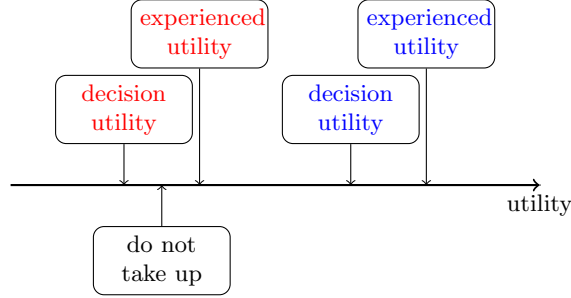 experienced
utility
experienced
utility
decision
utility
decision
utility
utility
do not
take up